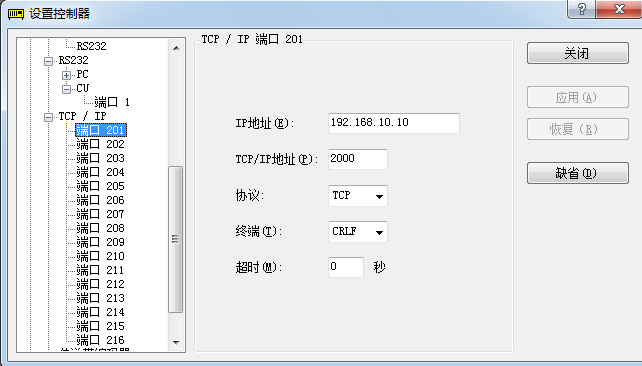 设置控制器
RS232
RS232
PC
CU
端口 1
TCP / IP
端口 201
端口 202
端口 203
端口 204
端口 205
端口 206
端口 207
端口 208
端口 209
端口 210
端口 211
端口 212
端口 213
端口 214
端口 215
端口 216
TCP / IP 端口 201
IP地址(E): 192.168.10.10
TCP/IP地址(P): 2000
协议: TCP
终端(T): CRLF
超时(M): 0 秒
关闭
应用(A)
恢复(R)
缺省(D)